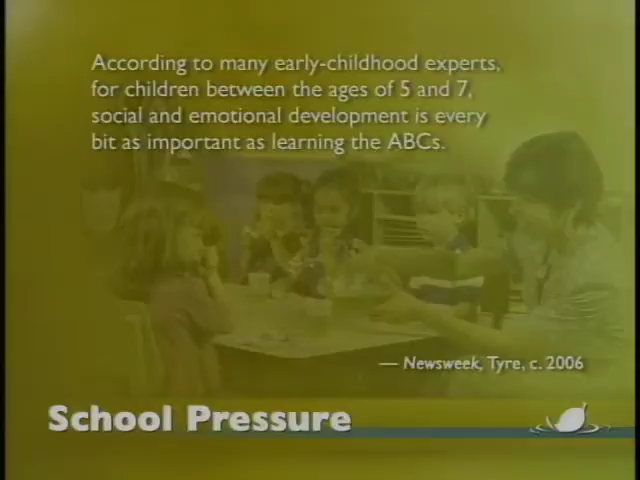 According to many early-childhood experts,
for children between the ages of 5 and 7,
social and emotional development is every
bit as important as learning the ABCs.
— Newsweek, Tyre, c. 2006
School Pressure